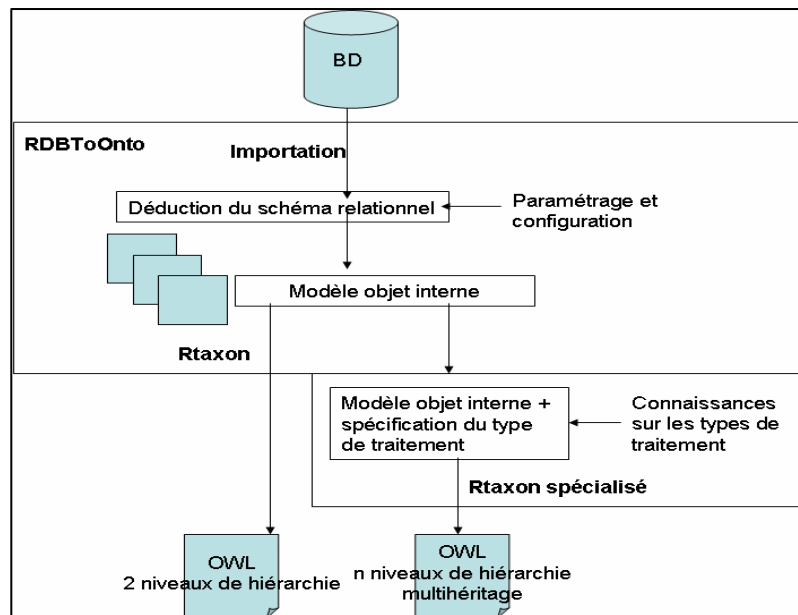 BD
RDBToOnto
Importation
Déduction du schéma relationnel
Paramétrage et
configuration
Modèle objet interne
Rtaxon
Modèle objet interne +
spécification du type
de traitement
Connaissances
sur les types de
traitement
Rtaxon spécialisé
OWL
2 niveaux de hiérarchie
OWL
n niveaux de hiérarchie
multihéritage